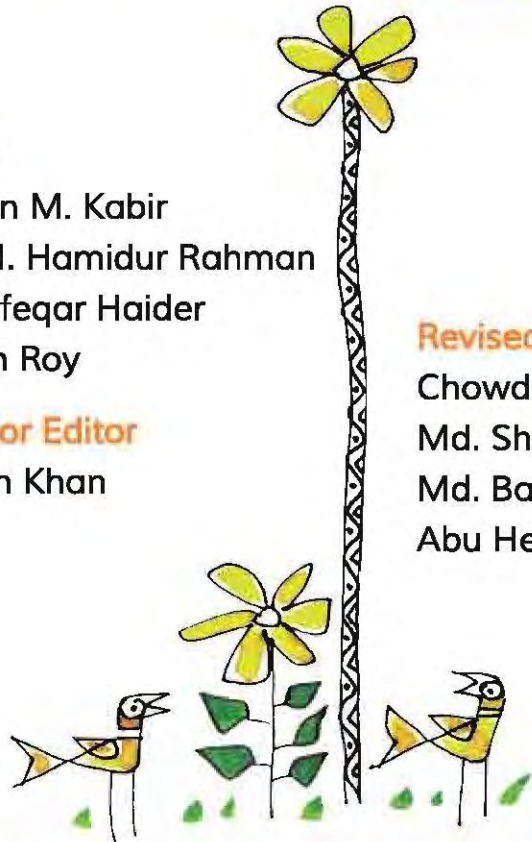 n M. Kabir
. Hamidur Rahman
feqar Haider
n Roy
or Editor
n Khan
Revised
Chowd
Md. Sh
Md. Ba
Abu He